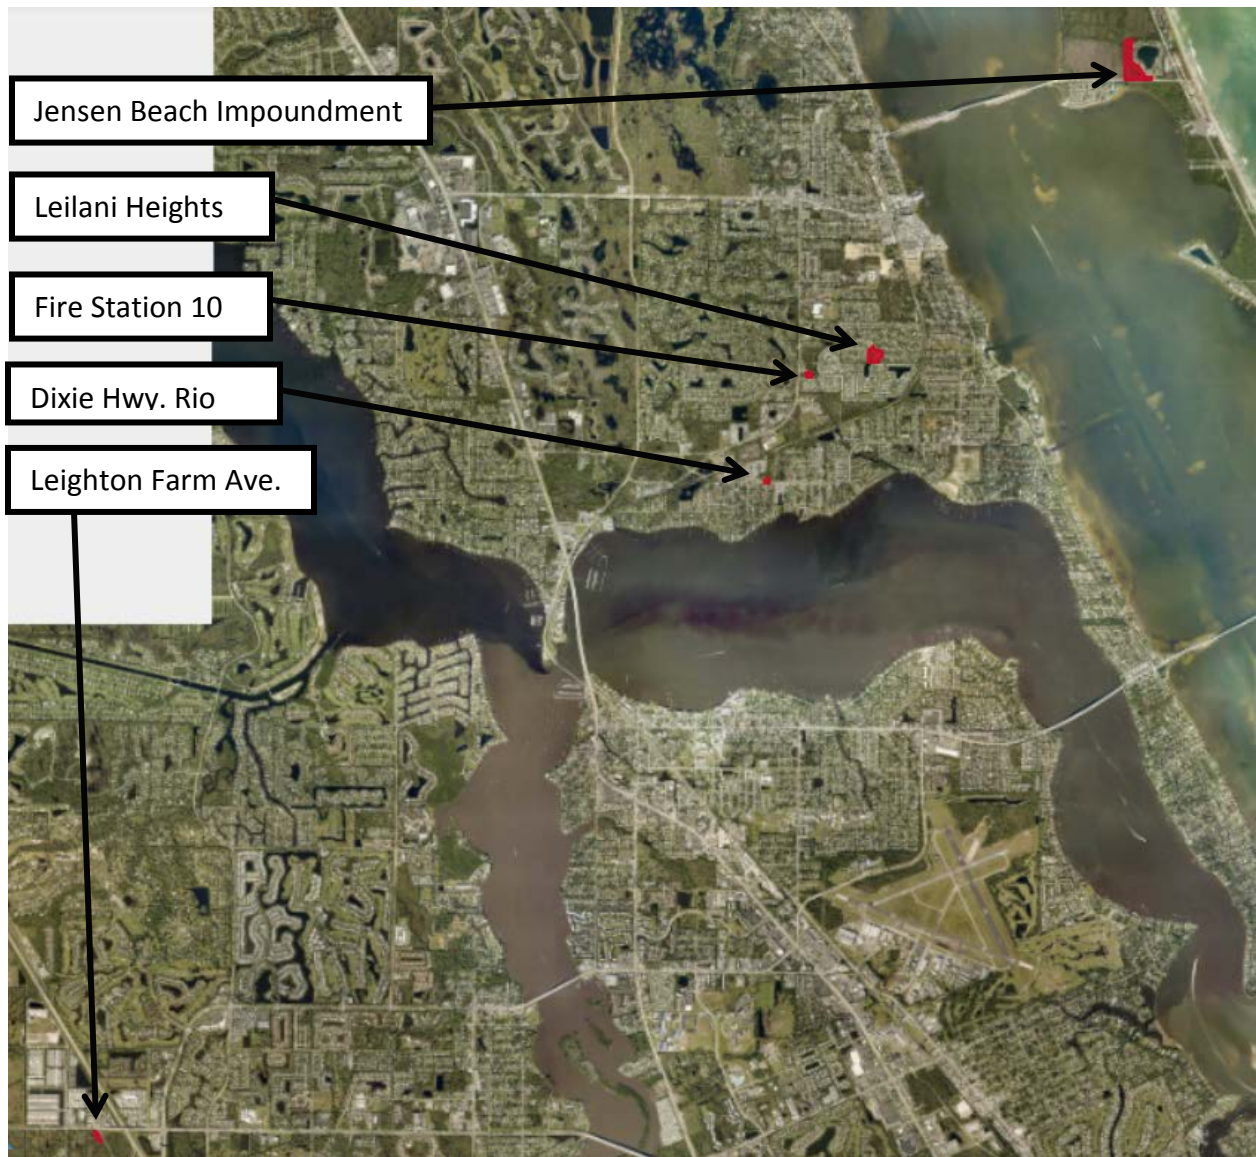 Jensen Beach Impoundment
Leilani Heights
Fire Station 10
Dixie Hwy. Rio
Leighton Farm Ave.